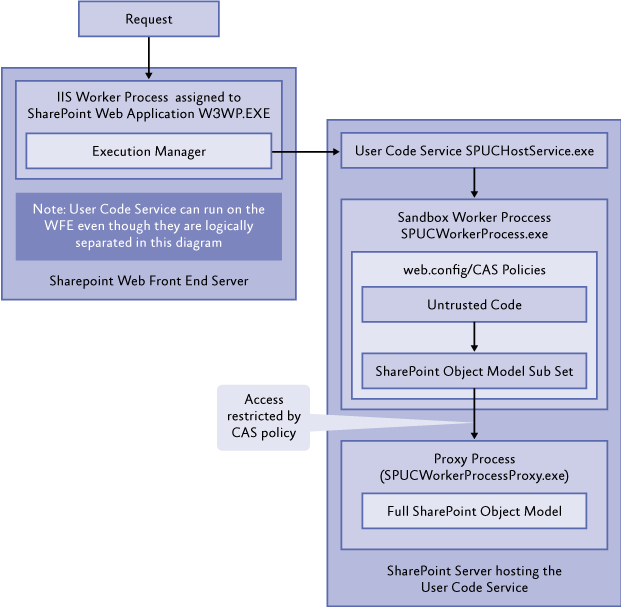 Request
IIS Worker Process assigned to
SharePoint Web Application W3WP.EXE
Execution Manager
Note: User Code Service can run on the
WFE even though they are logically
separated in this diagram
Sharepoint Web Front End Server
User Code Service SPUCHostService.exe
Sandbox Worker Proccess
SPUCWorkerProcess.exe
web.config/CAS Policies
Untrusted Code
SharePoint Object Model Sub Set
Access
restricted by
CAS policy
Proxy Process
(SPUCWorkerProcessProxy.exe)
Full SharePoint Object Model
SharePoint Server hosting the
User Code Service